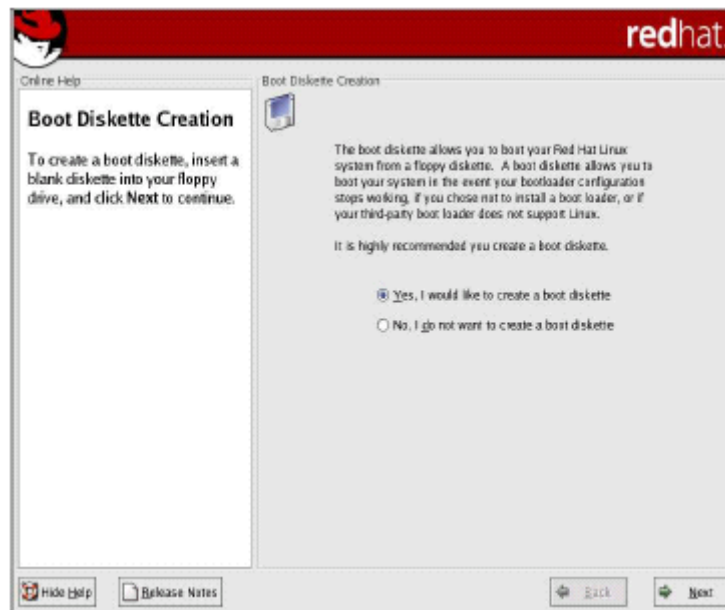 redhat.
Online Help
Boot Diskette Creation
To create a boot diskette, insert a
blank diskette into your floppy
drive, and click Next to continue.
Boot Diskette Creation
The boot diskette allows you to boot your Red Hat Linux
system from a floppy diskette. A boot diskette allows you to
boot your system in the event your bootloader configuration
stops working, if you chose not to install a boot loader, or if
your third-party boot loader does not support Linux.
It is highly recommended you create a boot diskette.
Yes, I would like to create a boot diskette
No, I do not want to create a boot diskette
Hide Help
Release Notes
Back
Next